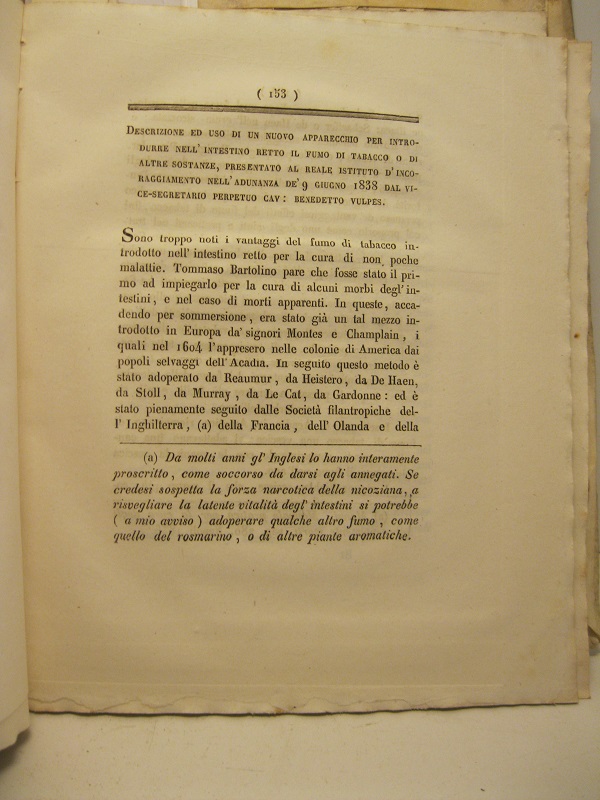 ( 153 )
DESCRIZIONE ED USO DI UN NUOVO APPARECCHIO PER INTRO-
DURRE NELL' INTESTINO RETTO IL FUMO DI TABACCO O DI
ALTRE SOSTANZE, PRESENTATO AL REALE ISTITUTO D'INCO-
RAGGIAMENTO NELL'ADUNANZA DE' 9 GIUGNO 1838 DAL VI-
CE-SEGRETARIO PERPETUO CAV: BENEDETTO VULPES.
Sono troppo noti i vantaggi del fumo di tabacco in-
trodotto nell' intestino retto per la cura di non poche
malattie. Tommaso Bartolino pare che fosse stato il pri-
mo ad impiegarlo per la cura di alcuni morbi degl'in-
testini, e nel caso di morti apparenti. In queste, acca-
dendo per sommersione, era stato già un tal mezzo in-
trodotto in Europa da' signori Montes e Champlain, i
quali nel 1604 l'appresero nelle colonie di America dai
popoli selvaggi dell'Acadia. In seguito questo metodo è
stato adoperato da Reaumur, da Heistero, da De Haen,
da Stoll, da Murray, da Le Cat, da Gardonne: ed è
stato pienamente seguito dalle Società filantropiche del-
l' Inghilterra, (a) della Francia, dell'Olanda e della
(a) Da molti anni gl' Inglesi lo hanno interamente
proscritto, come soccorso da darsi agli annegati. Se
credesi sospetta la forza narcotica della nicoziana, a
risvegliare la latente vitalità degl'intestini si potrebbe
( a mio avviso ) adoperare qualche altro fumo, come
quello del rosmarino, o di altre piante aromatiche.